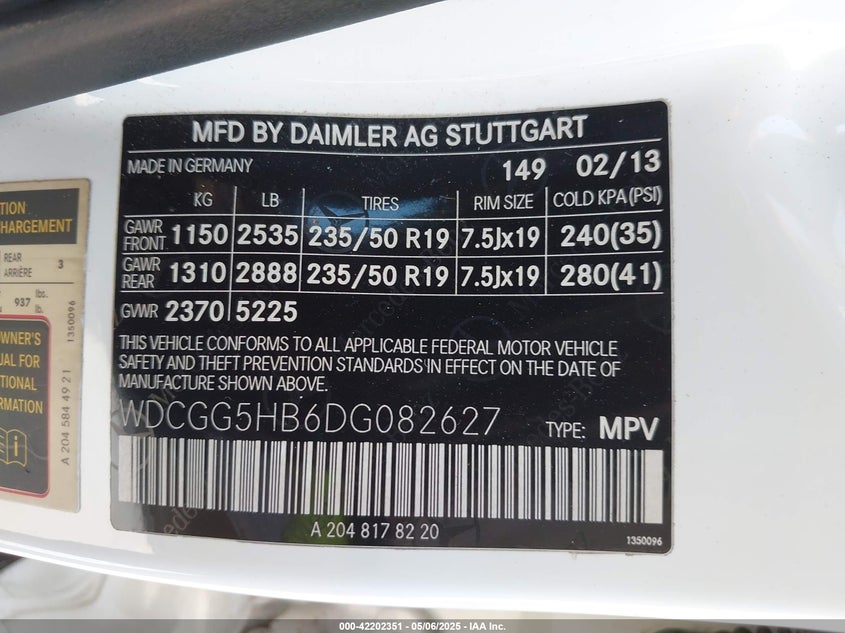 TION
CHARGEMENT
REAR
ARRIÈRE 3
937 lbs.
lb.
OWNER'S
UAL FOR
TIONAL
ORMATION
A 204 584 49 21
1350096
MFD BY DAIMLER AG STUTTGART
MADE IN GERMANY 149 02/13
KG LB TIRES RIM SIZE COLD KPA(PSI)
GAWR FRONT 1150 2535 235/50 R19 7.5Jx19 240(35)
GAWR REAR 1310 2888 235/50 R19 7.5Jx19 280(41)
GVWR 2370 5225
THIS VEHICLE CONFORMS TO ALL APPLICABLE FEDERAL MOTOR VEHICLE
SAFETY AND THEFT PREVENTION STANDARDS IN EFFECT ON THE DATE OF
MANUFACTURE SHOWN ABOVE.
WDCGG5HB6DG082627 TYPE: MPV
A 204 817 82 20
1350096
000-42202351 - 05/06/2025 - IAA Inc.